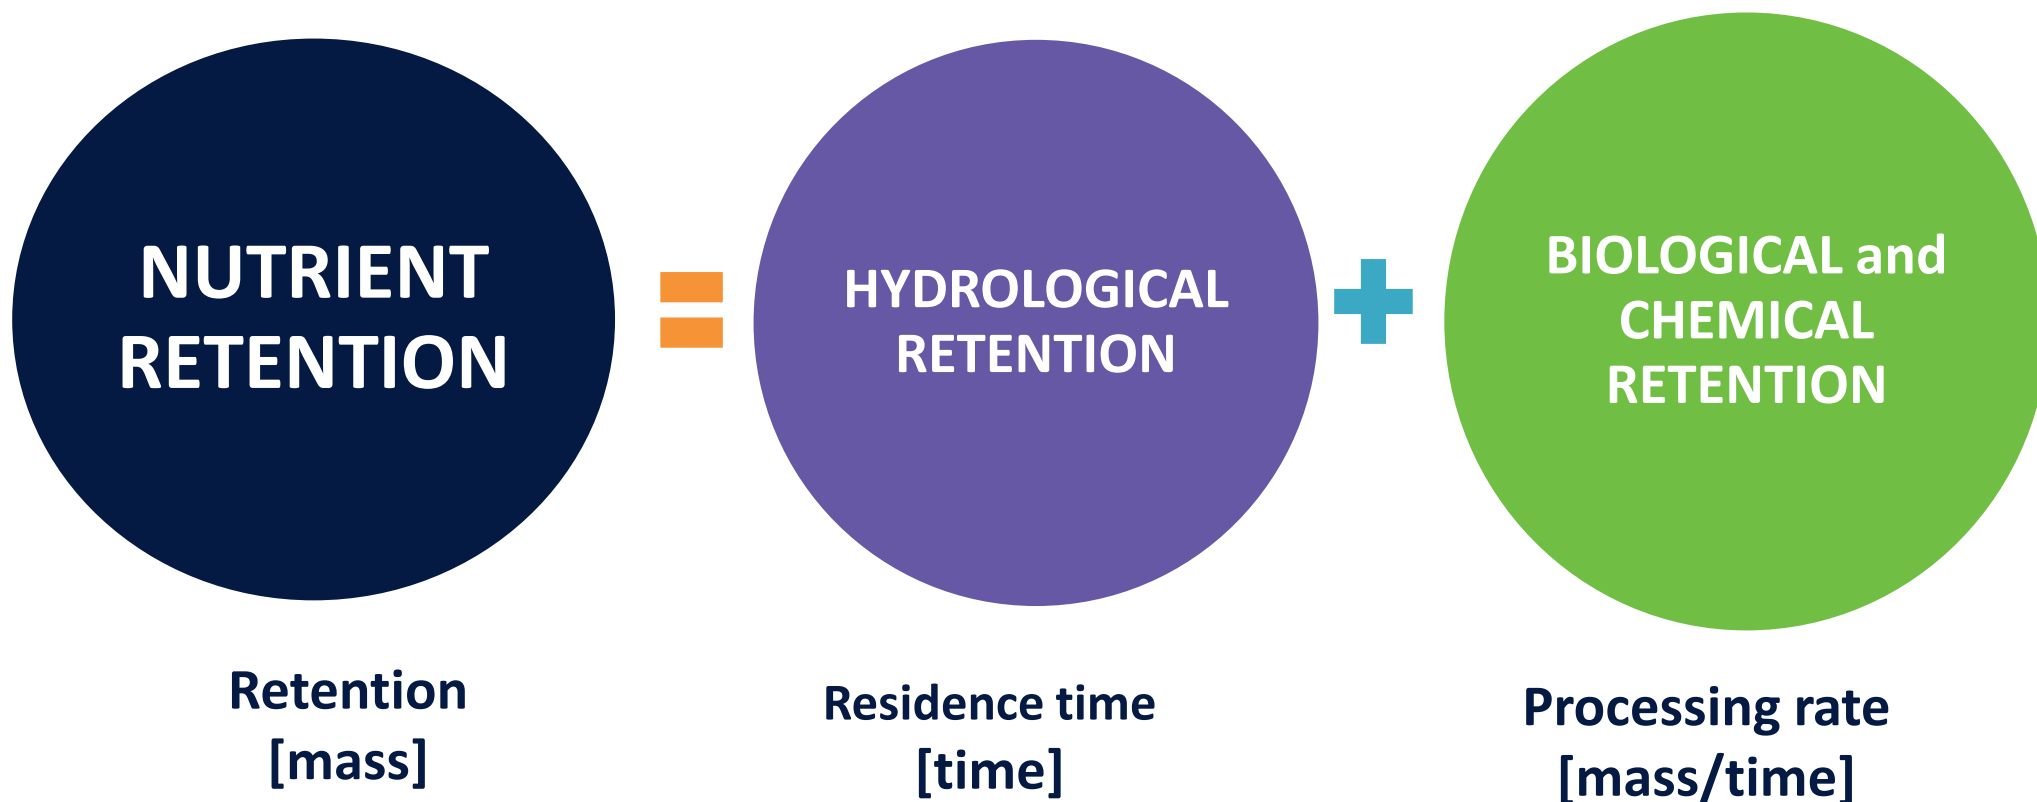 NUTRIENT
RETENTION
=
HYDROLOGICAL
RETENTION
+
BIOLOGICAL and
CHEMICAL
RETENTION
Retention
[mass]
Residence time
[time]
Processing rate
[mass/time]